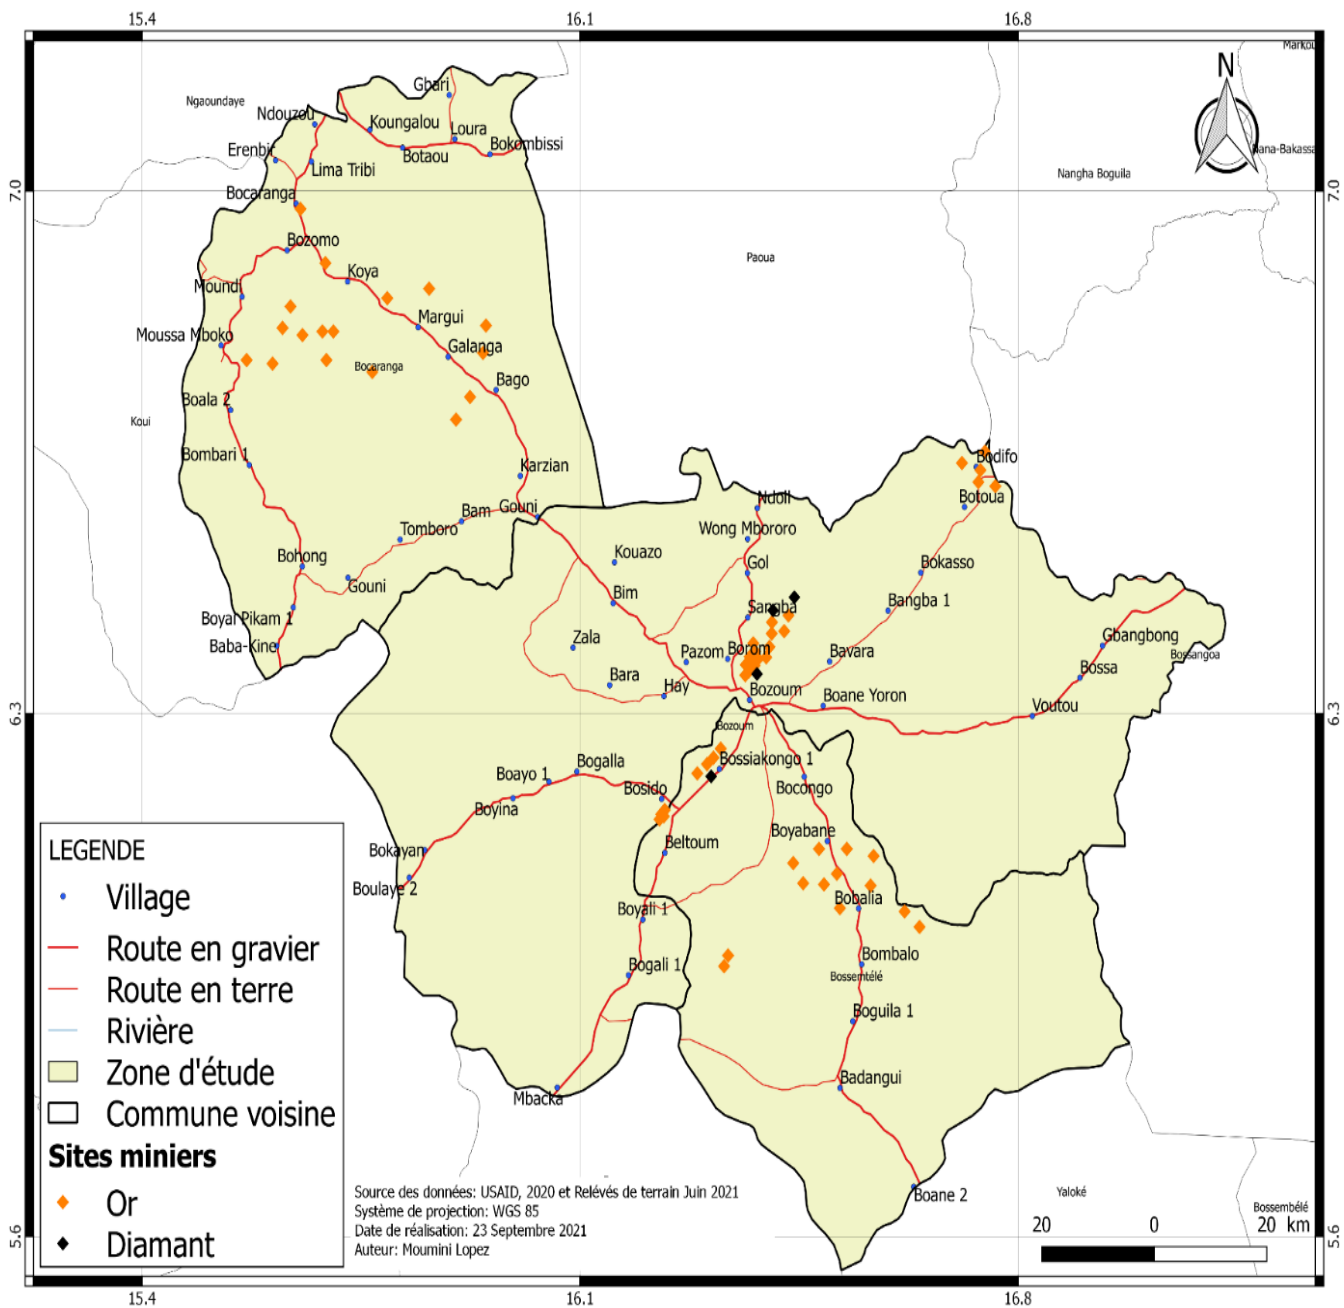 15.4
16.1
16.8
Markou
Gbari
Ngaoundaye
N
Ndouzou
Koungalou
Loura
Bokombissi
Botaou
Erenbir
Lima Tribi
Nana-Bakassa
Nangha Boguila
7.0
7.0
Bocaranga
Bozomo
Paoua
Koya
Moundi
Margui
Moussa Mboko
Galanga
Bocaranga
Bago
Boala 2
Koui
Bombari 1
Bodifo
Karzian
Botoua
Ndoll
Gouni
Bam
Tomboro
Wong Mbororo
Kouazo
Gol
Bokasso
Bohong
Gouni
Bim
Sangba
Bangba 1
Boyal Pikam 1
Baba-Kine
Zala
Pazom
Borom
Bavara
Gbangbong
Bossangoa
Bossa
Bara
Hay
Bozoum
Boane Yoron
Voutou
6.3
6.3
Bozoum
Bogalla
Bossiakongo 1
Boayo 1
Bosido
Bocongo
Boyina
Boyabane
Beltoum
Bokayan
Boulaye 2
Bobalia
Boyali 1
Bombalo
Bogali 1
Bossemtélé
Boguila 1
Badangui
Mbacka
Boane 2
Yaloké
Bossembélé
LEGENDE
Village
Route en gravier
Route en terre
Rivière
Zone d'étude
Commune voisine
Sites miniers
Or
Diamant
Source des données: USAID, 2020 et Relévés de terrain Juin 2021
Système de projection: WGS 85
Date de réalisation: 23 Septembre 2021
Auteur: Moumini Lopez
20 0 20 km
5.6
5.6
15.4
16.1
16.8